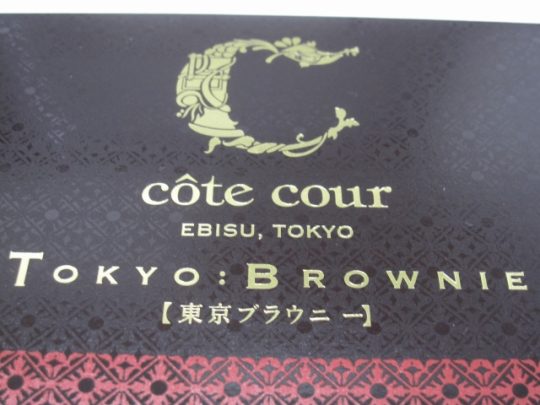 côte cour
EBISU, TOKYO
TOKYO : BROWNIE
【東京ブラウニー】